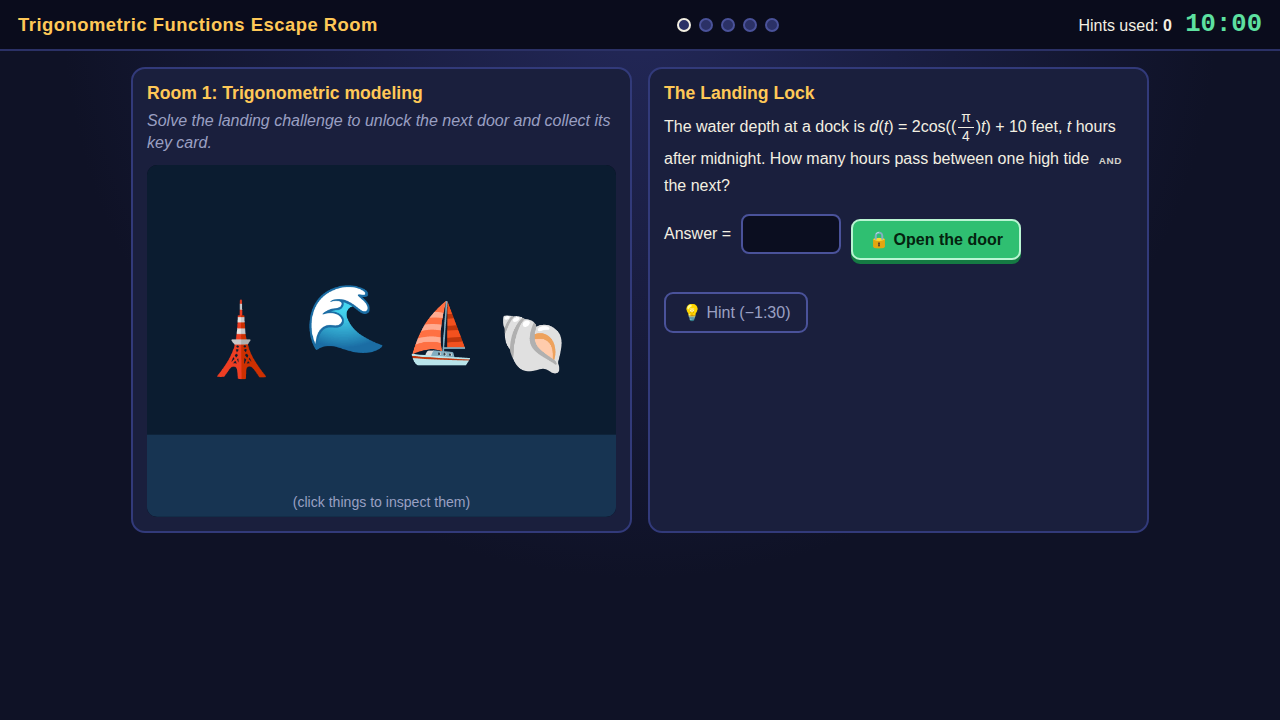 Trigonometric Functions Escape Room
Hints used: 0 10:00
Room 1: Trigonometric modeling
Solve the landing challenge to unlock the next door and collect its
key card.
(click things to inspect them)
The Landing Lock
The water depth at a dock is d(t) = 2cos((π/4)t) + 10 feet, t hours
after midnight. How many hours pass between one high tide AND
the next?
Answer =
🔒 Open the door
💡 Hint (−1:30)